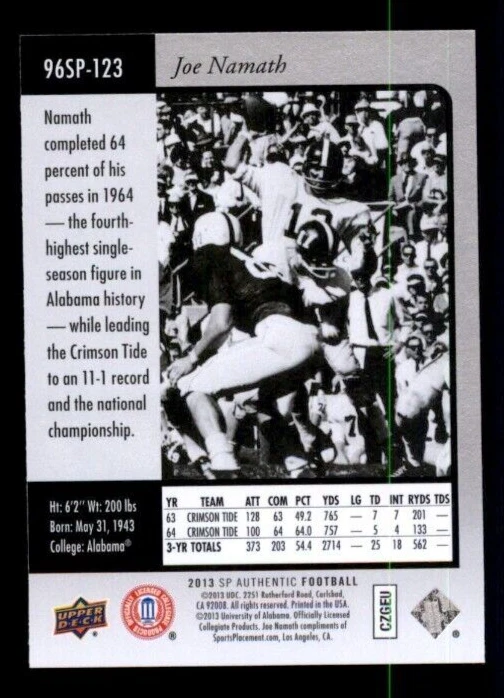 96SP-123
Joe Namath
Namath
completed 64
percent of his
passes in 1964
— the fourth-
highest single-
season figure in
Alabama history
— while leading
the Crimson Tide
to an 11-1 record
and the national
championship.
Ht: 6'2" Wt: 200 lbs
Born: May 31, 1943
College: Alabama®
YR TEAM ATT COM PCT YDS LG TD INT RYDS TDS
63 CRIMSON TIDE 128 63 49.2 765 — 7 7 201 —
64 CRIMSON TIDE 100 64 64.0 757 — 5 4 133 —
3-YR TOTALS 373 203 54.4 2714 — 25 18 562 —
2013 SP AUTHENTIC FOOTBALL
©2013 UDC. 2251 Rutherford Road, Carlsbad,
CA 92008. All rights reserved. Printed in the USA.
©2013 University of Alabama. Officially Licensed
Collegiate Products. Joe Namath compliments of
SportsPlacement.com, Los Angeles, CA.
UPPER
DECK
®
OFFICIALLY LICENSED COLLEGIATE PRODUCTS
®
CZGEU
®